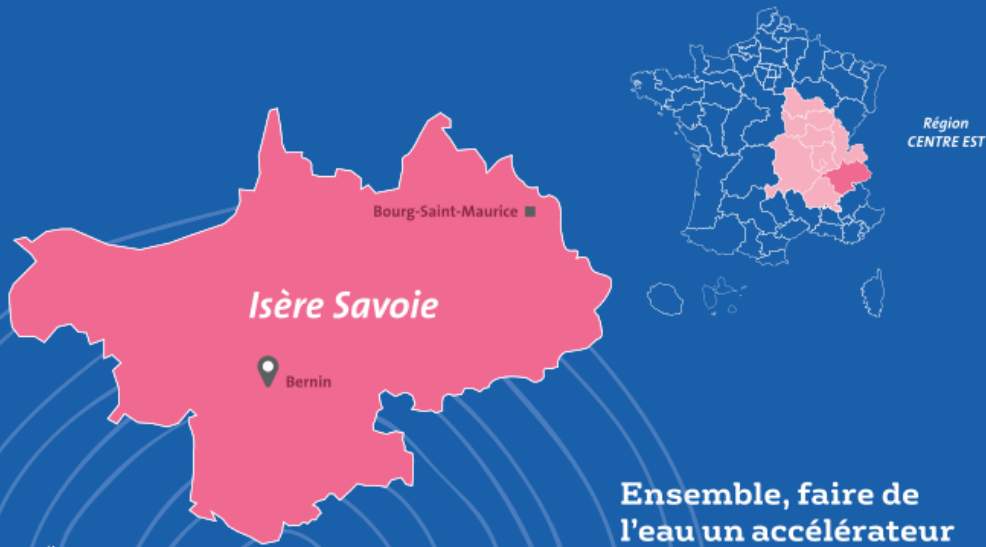 Région
CENTRE EST
Bourg-Saint-Maurice
Isère Savoie
Bernin
Ensemble, faire de
l'eau un accélérateur